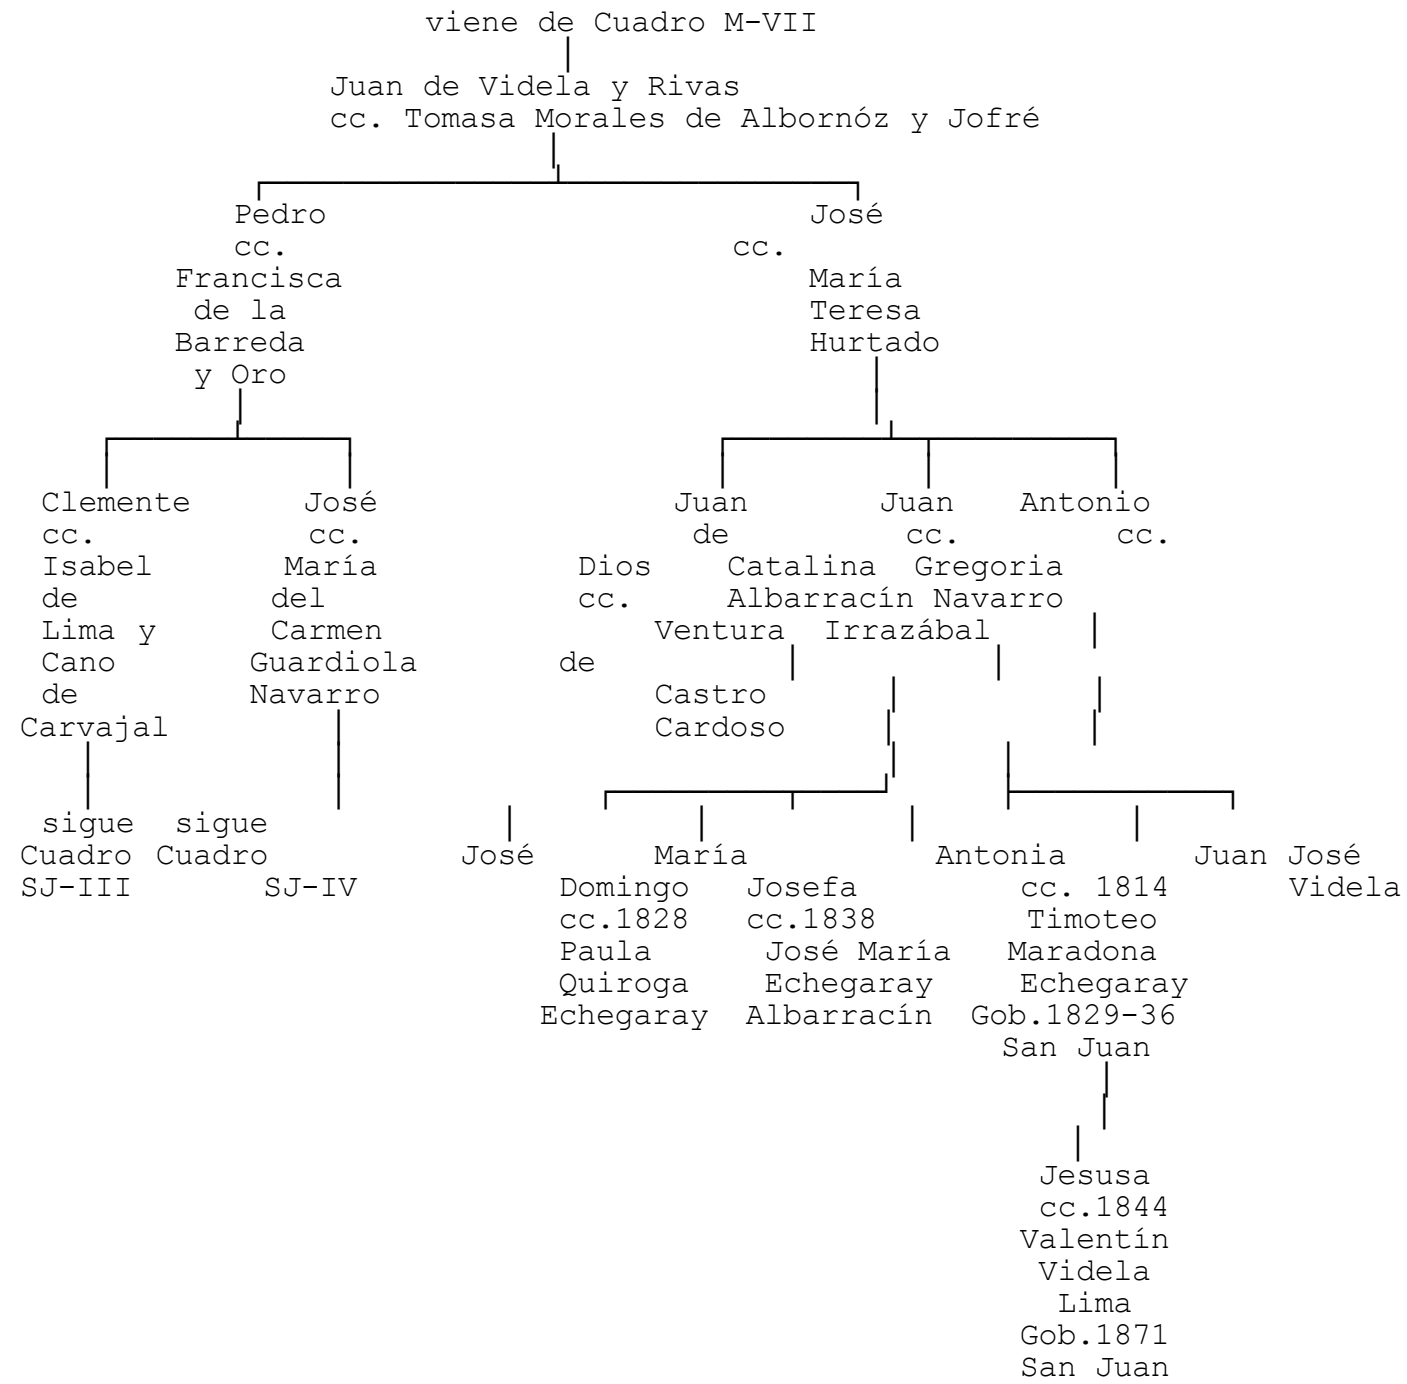 viene de Cuadro M-VII
Juan de Videla y Rivas
cc. Tomasa Morales de Albornóz y Jofré
Pedro José
cc. cc.
Francisca María
de la Teresa
Barreda Hurtado
y Oro
Clemente José Juan Juan Antonio
cc. cc. de cc. cc.
Isabel María Dios Catalina Gregoria
de del cc. Albarracín Navarro
Lima y Carmen Ventura Irrazábal
Cano Guardiola de
de Navarro Castro
Carvajal Cardoso
sigue sigue
Cuadro Cuadro José María Antonia Juan José
SJ-III SJ-IV Domingo Josefa cc. 1814 Videla
cc.1828 cc.1838 Timoteo
Paula José María Maradona
Quiroga Echegaray Echegaray
Echegaray Albarracín Gob.1829-36
San Juan
Jesusa
cc.1844
Valentín
Videla
Lima
Gob.1871
San Juan